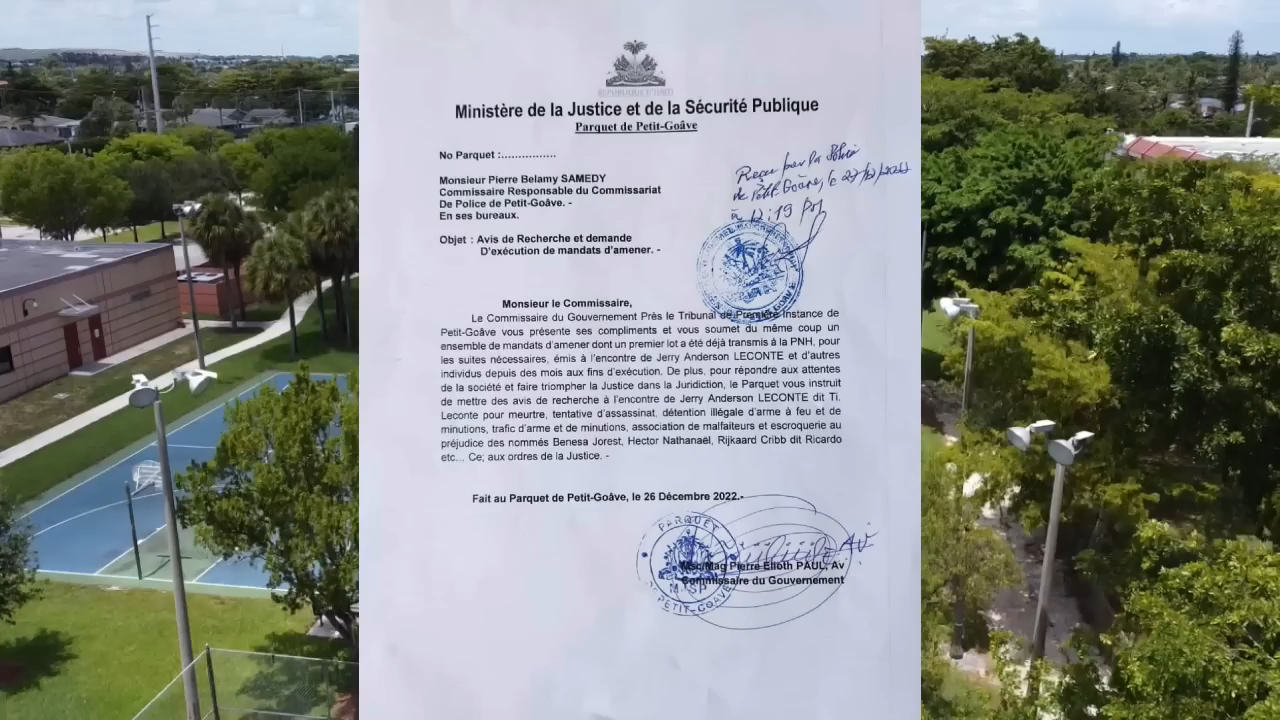 REPUBLIQUE D'HAITI
Ministère de la Justice et de la Sécurité Publique
Parquet de Petit-Goâve
No Parquet :................
Monsieur Pierre Belamy SAMEDY
Commissaire Responsable du Commissariat
De Police de Petit-Goâve. -
En ses bureaux.
Reçu par la Police
de Petit-Goâve, le 27/12/2022
à 12:19 PM
Objet : Avis de Recherche et demande
D'exécution de mandats d'amener. -
Monsieur le Commissaire,
Le Commissaire du Gouvernement Près le Tribunal de Première Instance de
Petit-Goâve vous présente ses compliments et vous soumet du même coup un
ensemble de mandats d'amener dont un premier lot a été déjà transmis à la PNH, pour
les suites nécessaires, émis à l'encontre de Jerry Anderson LECONTE et d'autres
individus depuis des mois aux fins d'exécution. De plus, pour répondre aux attentes
de la société et faire triompher la Justice dans la Juridiction, le Parquet vous instruit
de mettre des avis de recherche à l'encontre de Jerry Anderson LECONTE dit Ti.
Leconte pour meurtre, tentative d'assassinat, détention illégale d'arme à feu et de
minutions, trafic d'arme et de minutions, association de malfaiteurs et escroquerie au
préjudice des nommés Benesa Jorest, Hector Nathanaël, Rijkaard Cribb dit Ricardo
etc... Ce; aux ordres de la Justice. -
Fait au Parquet de Petit-Goâve, le 26 Décembre 2022.-
PARQUET
Msc/Mag Pierre Elioth PAUL, Av
Commissaire du Gouvernement
MJSP
DE PETIT-GOAVE